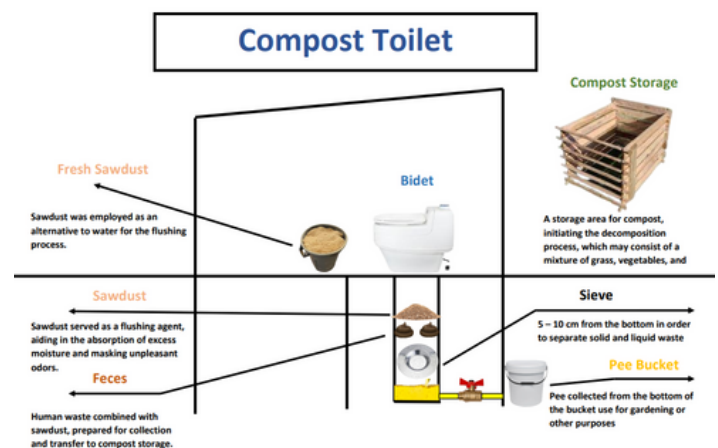 Compost Toilet
Compost Storage
Fresh Sawdust
Bidet
Sawdust was employed as an
alternative to water for the flushing
process.
A storage area for compost,
initiating the decomposition
process, which may consist of a
mixture of grass, vegetables, and
Sawdust
Sieve
Sawdust served as a flushing agent,
aiding in the absorption of excess
moisture and masking unpleasant
odors.
5 – 10 cm from the bottom in order
to separate solid and liquid waste
Feces
Pee Bucket
Human waste combined with
sawdust, prepared for collection
and transfer to compost storage.
Pee collected from the bottom of
the bucket use for gardening or
other purposes